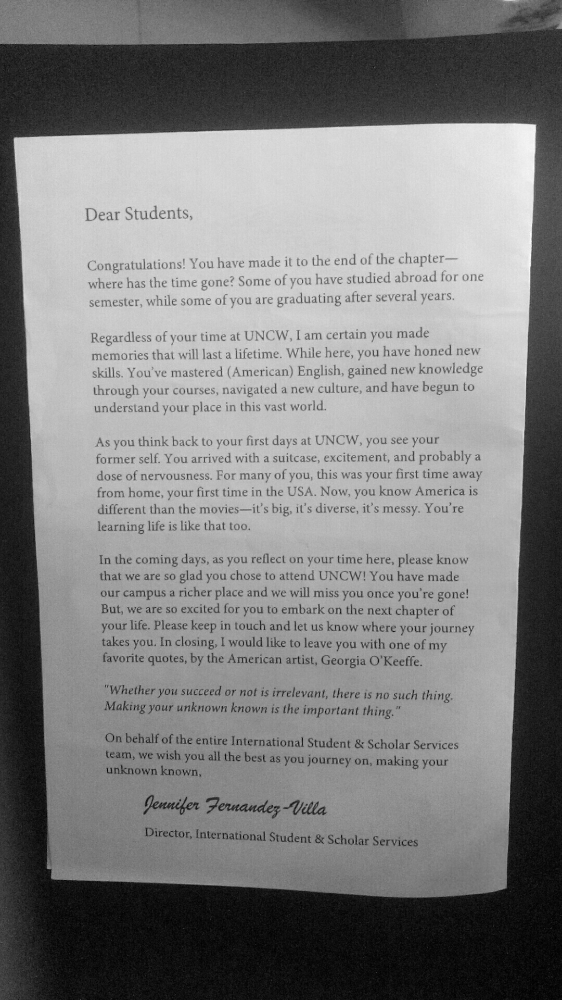 Dear Students,
Congratulations! You have made it to the end of the chapter—
where has the time gone? Some of you have studied abroad for one
semester, while some of you are graduating after several years.
Regardless of your time at UNCW, I am certain you made
memories that will last a lifetime. While here, you have honed new
skills. You've mastered (American) English, gained new knowledge
through your courses, navigated a new culture, and have begun to
understand your place in this vast world.
As you think back to your first days at UNCW, you see your
former self. You arrived with a suitcase, excitement, and probably a
dose of nervousness. For many of you, this was your first time away
from home, your first time in the USA. Now, you know America is
different than the movies—it's big, it's diverse, it's messy. You're
learning life is like that too.
In the coming days, as you reflect on your time here, please know
that we are so glad you chose to attend UNCW! You have made
our campus a richer place and we will miss you once you're gone!
But, we are so excited for you to embark on the next chapter of
your life. Please keep in touch and let us know where your journey
takes you. In closing, I would like to leave you with one of my
favorite quotes, by the American artist, Georgia O'Keeffe.
"Whether you succeed or not is irrelevant, there is no such thing.
Making your unknown known is the important thing."
On behalf of the entire International Student & Scholar Services
team, we wish you all the best as you journey on, making your
unknown known,
Jennifer Fernandez-Villa
Director, International Student & Scholar Services